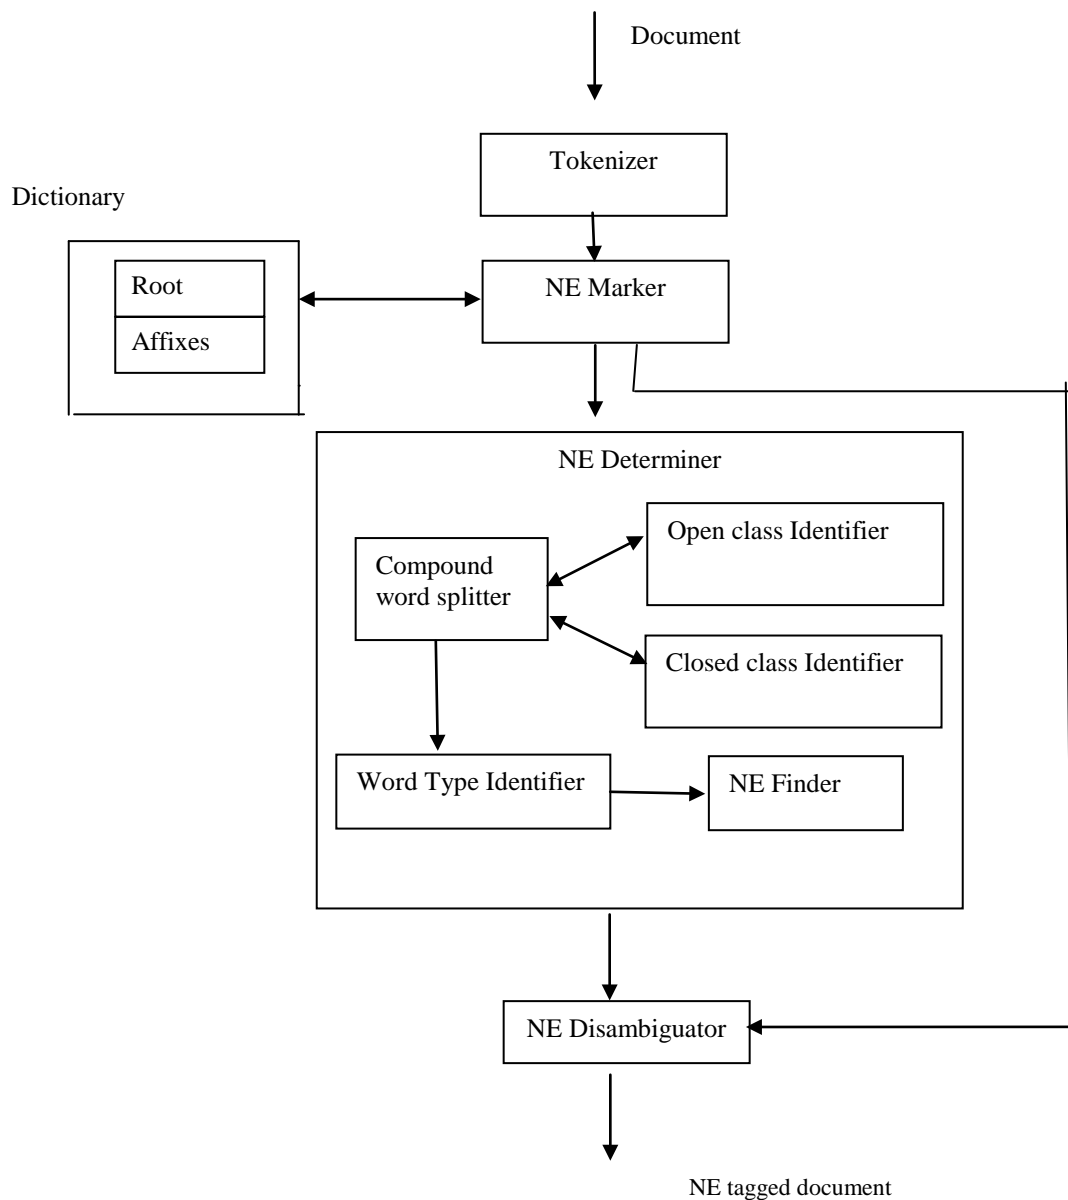 Document
Tokenizer
Dictionary
Root
Affixes
NE Marker
NE Determiner
Open class Identifier
Compound
word splitter
Closed class Identifier
Word Type Identifier
NE Finder
NE Disambiguator
NE tagged document